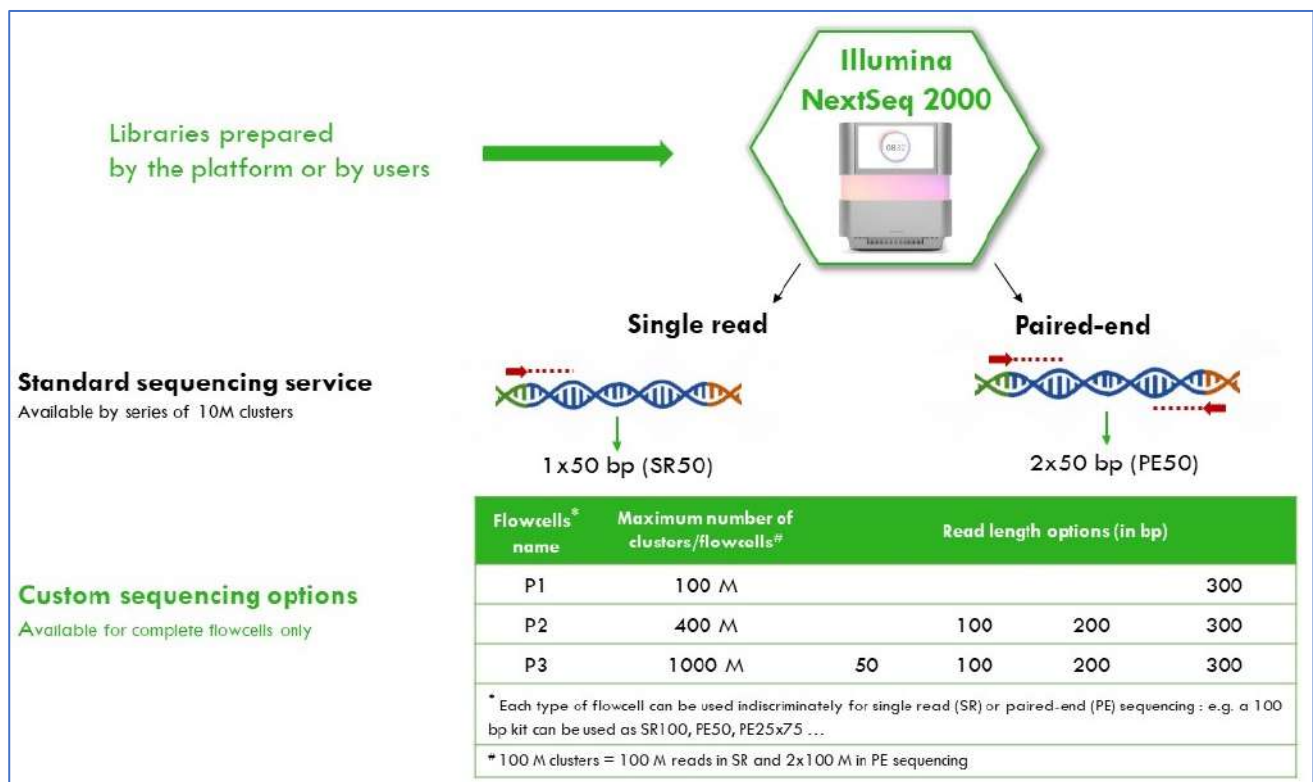 Illumina
NextSeq 2000
08:32
Libraries prepared
by the platform or by users
Single read
Paired-end
Standard sequencing service
Available by series of 10M clusters
1x50 bp (SR50)
2x50 bp (PE50)
Flowcells* name
Maximum number of clusters/flowcells#
Read length options (in bp)
P1 100 M 300
P2 400 M 100 200 300
P3 1000 M 50 100 200 300
Custom sequencing options
Available for complete flowcells only
* Each type of flowcell can be used indiscriminately for single read (SR) or paired-end (PE) sequencing : e.g. a 100
bp kit can be used as SR100, PE50, PE25x75 ...
# 100 M clusters = 100 M reads in SR and 2x100 M in PE sequencing